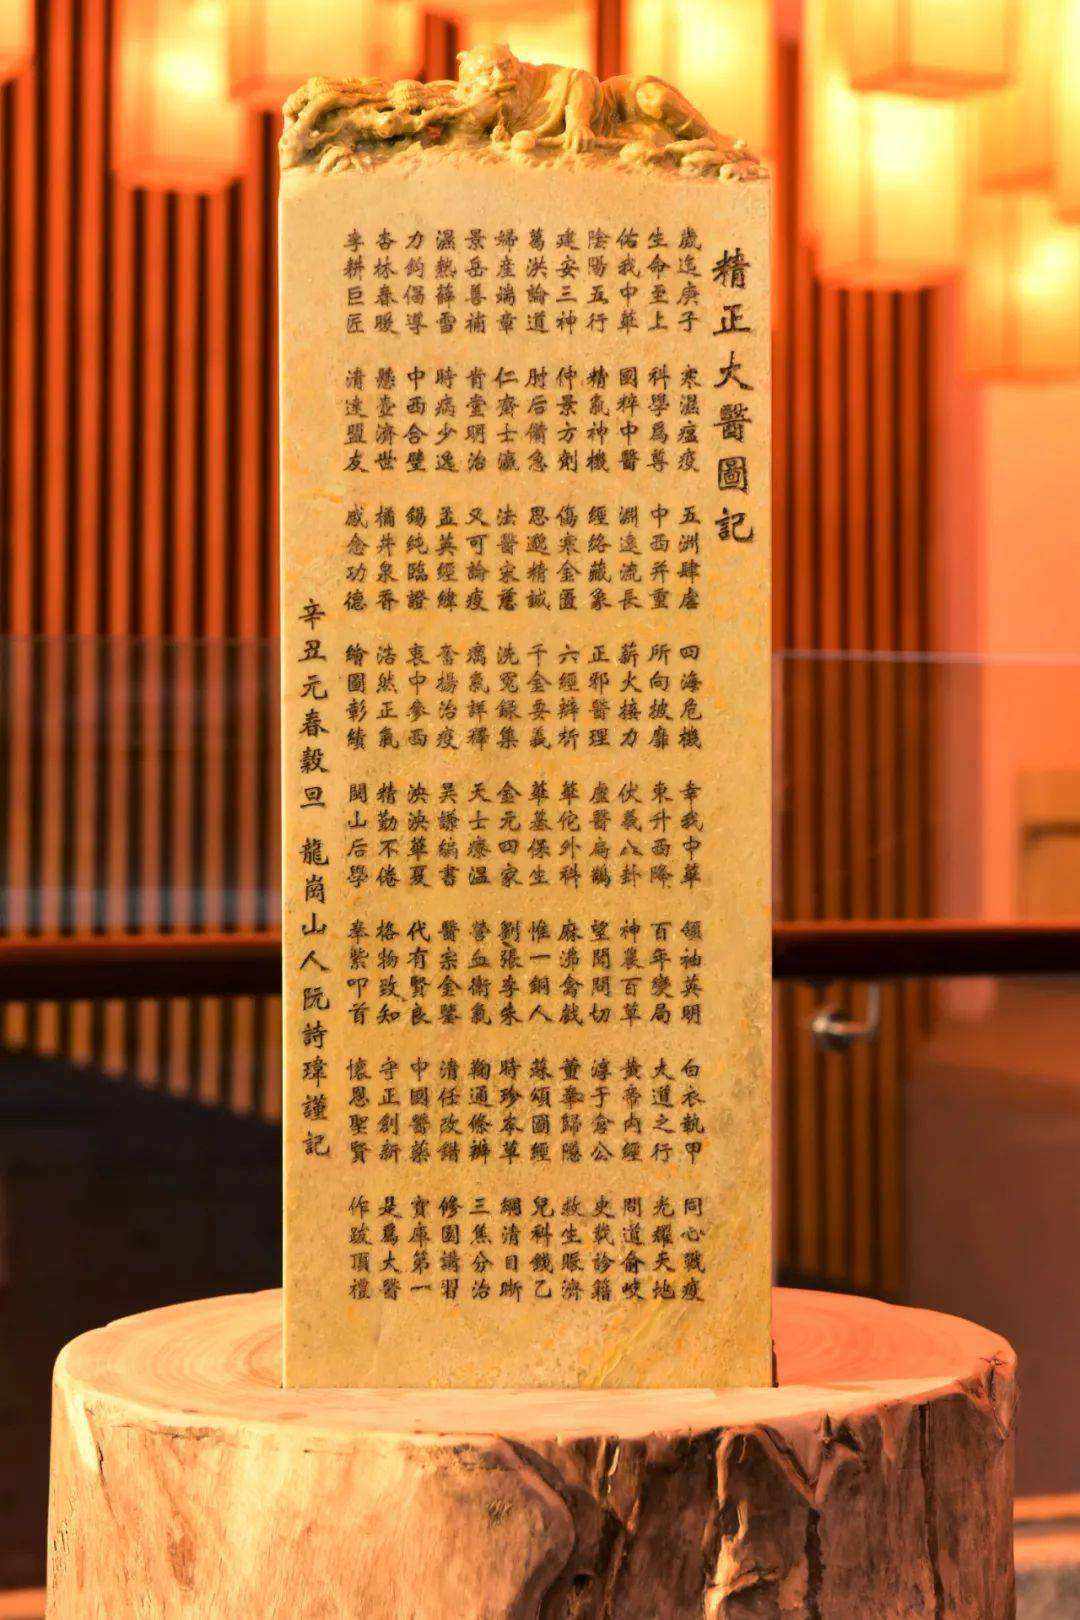 精正大醫圖記
歲迄庚子 寒濕瘟疫 五洲肆虐 四海危機 幸我中華 領袖英明 白衣執甲 同心戰疫
生命至上 科學爲尊 中西并重 所向披靡 東升西降 百年變局 大道之行 光耀天地
佑我中華 國粹中醫 淵遠流長 薪火接力 伏羲八卦 神農百草 黃帝内經 問道俞岐
陰陽五行 精氣神機 經絡藏象 正邪醫理 盧醫扁鵲 望聞問切 淳于倉公 史載診籍
建安三神 仲景方劑 傷寒金匱 六經辨析 華佗外科 麻沸禽戲 董奉歸隱 救生賑濟
葛洪論道 肘后備急 思邈精誠 千金要義 華基保生 惟一銅人 蘇頌圖經 兒科錢乙
婦産端章 仁齋士瀛 法醫宋慈 洗冤録集 金元四家 劉張李朱 時珍本草 綱清目晰
景岳善補 肯堂明治 又可論疫 癘氣詳釋 天士療溫 營血衛氣 鞠通條辨 三焦分治
濕熱薛雪 時病少逸 孟英經緯 奮揚治疫 吳謙編書 醫宗金鑒 清任改錯 修園講習
力鈞倡導 中西合璧 錫純臨證 衷中參西 泱泱華夏 代有賢良 中國醫藥 寶庫第一
杏林春暖 懸壺濟世 橘井泉香 浩然正氣 精勤不倦 格物致知 守正創新 是爲大醫
李耕巨匠 清達盟友 感念功德 繪圖彰績 閩山后學 奉紫叩首 懷恩聖賢 作跋頂禮
辛丑元春穀旦 龍崗山人阮詩瑋謹記